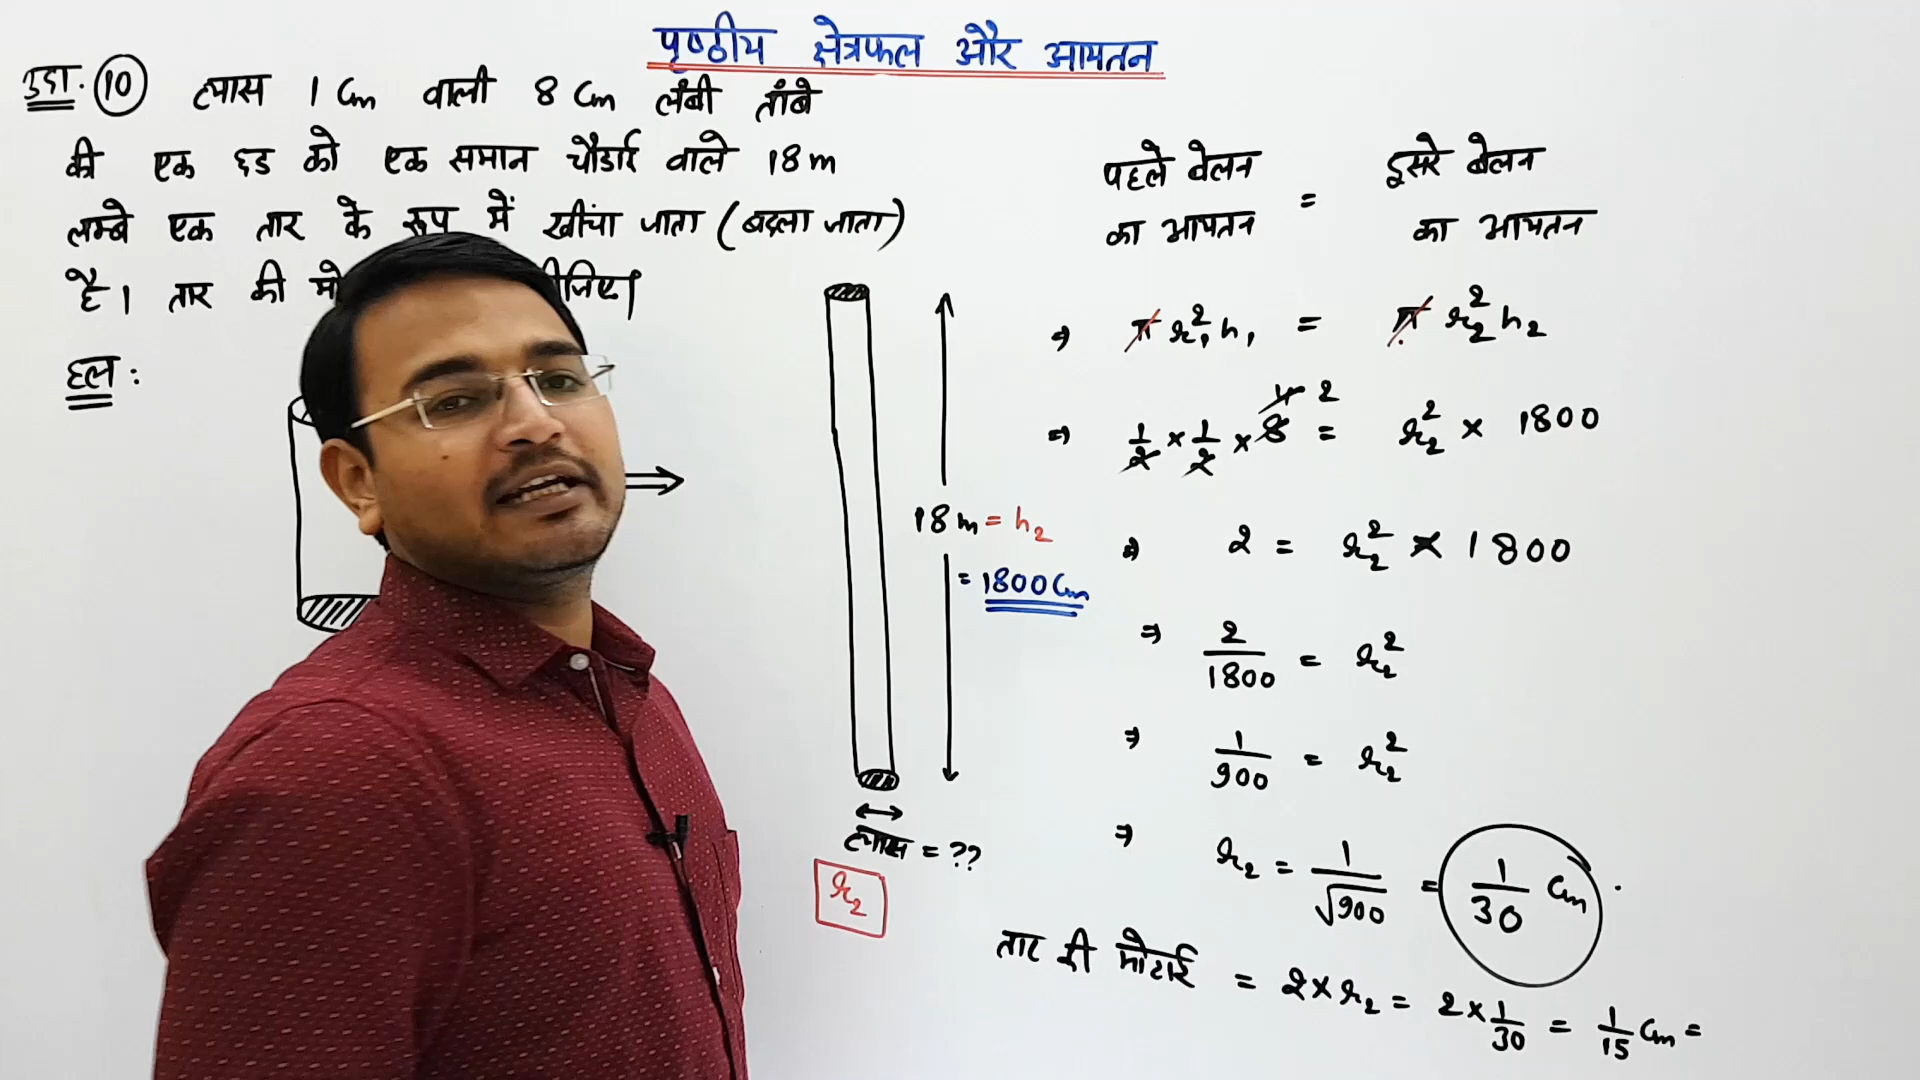 पृष्ठीय क्षेत्रफल और आयतन
उदा. 10 व्यास 1 Cm वाली 8 Cm लंबी तांबे
की एक छड को एक समान चौडाई वाले 18 m
लम्बे एक तार के रूप में खींचा जाता (बदला जाता)
है। तार की
हल:
18 m = h₂
= 1800 Cm
व्यास = ??
r₂
पहले बेलन = दूसरे बेलन
का आयतन का आयतन
⇒ π r₁² h₁ = π r₂² h₂
⇒ 1/2 × 1/2 × 8 4 2 = r₂² × 1800
⇒ 2 = r₂² × 1800
⇒ 2/1800 = r₂²
⇒ 1/900 = r₂²
⇒ r₂ = 1/√900 = 1/30 Cm .
तार की मोटाई = 2 × r₂ = 2 × 1/30 = 1/15 Cm =